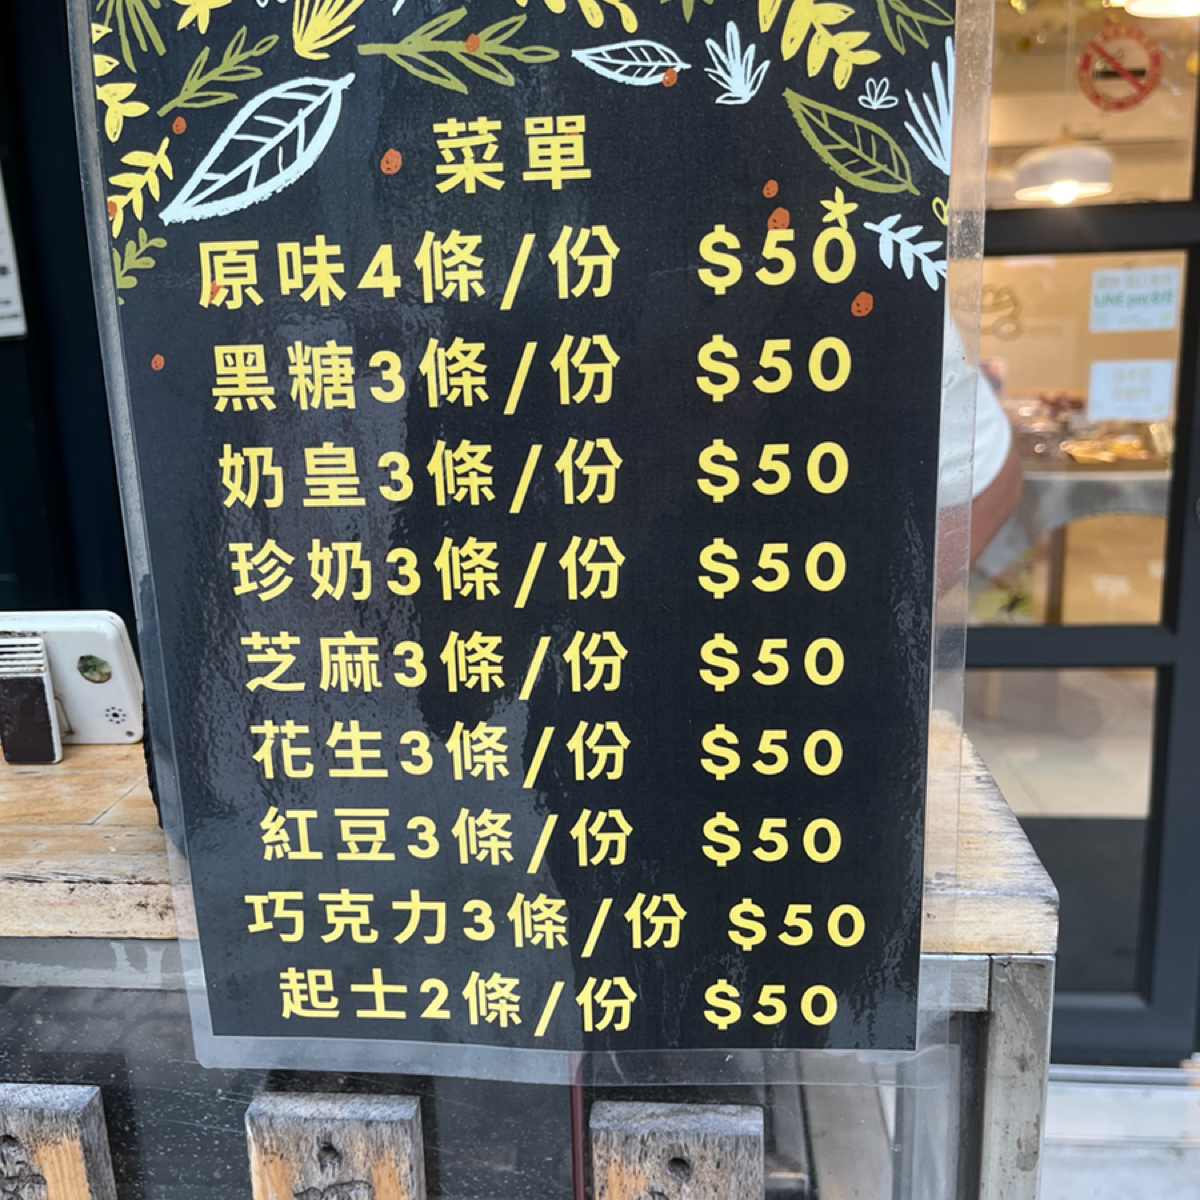 菜單
原味4條/份 $50
黑糖3條/份 $50
奶皇3條/份 $50
珍奶3條/份 $50
芝麻3條/份 $50
花生3條/份 $50
紅豆3條/份 $50
巧克力3條/份 $50
起士2條/份 $50